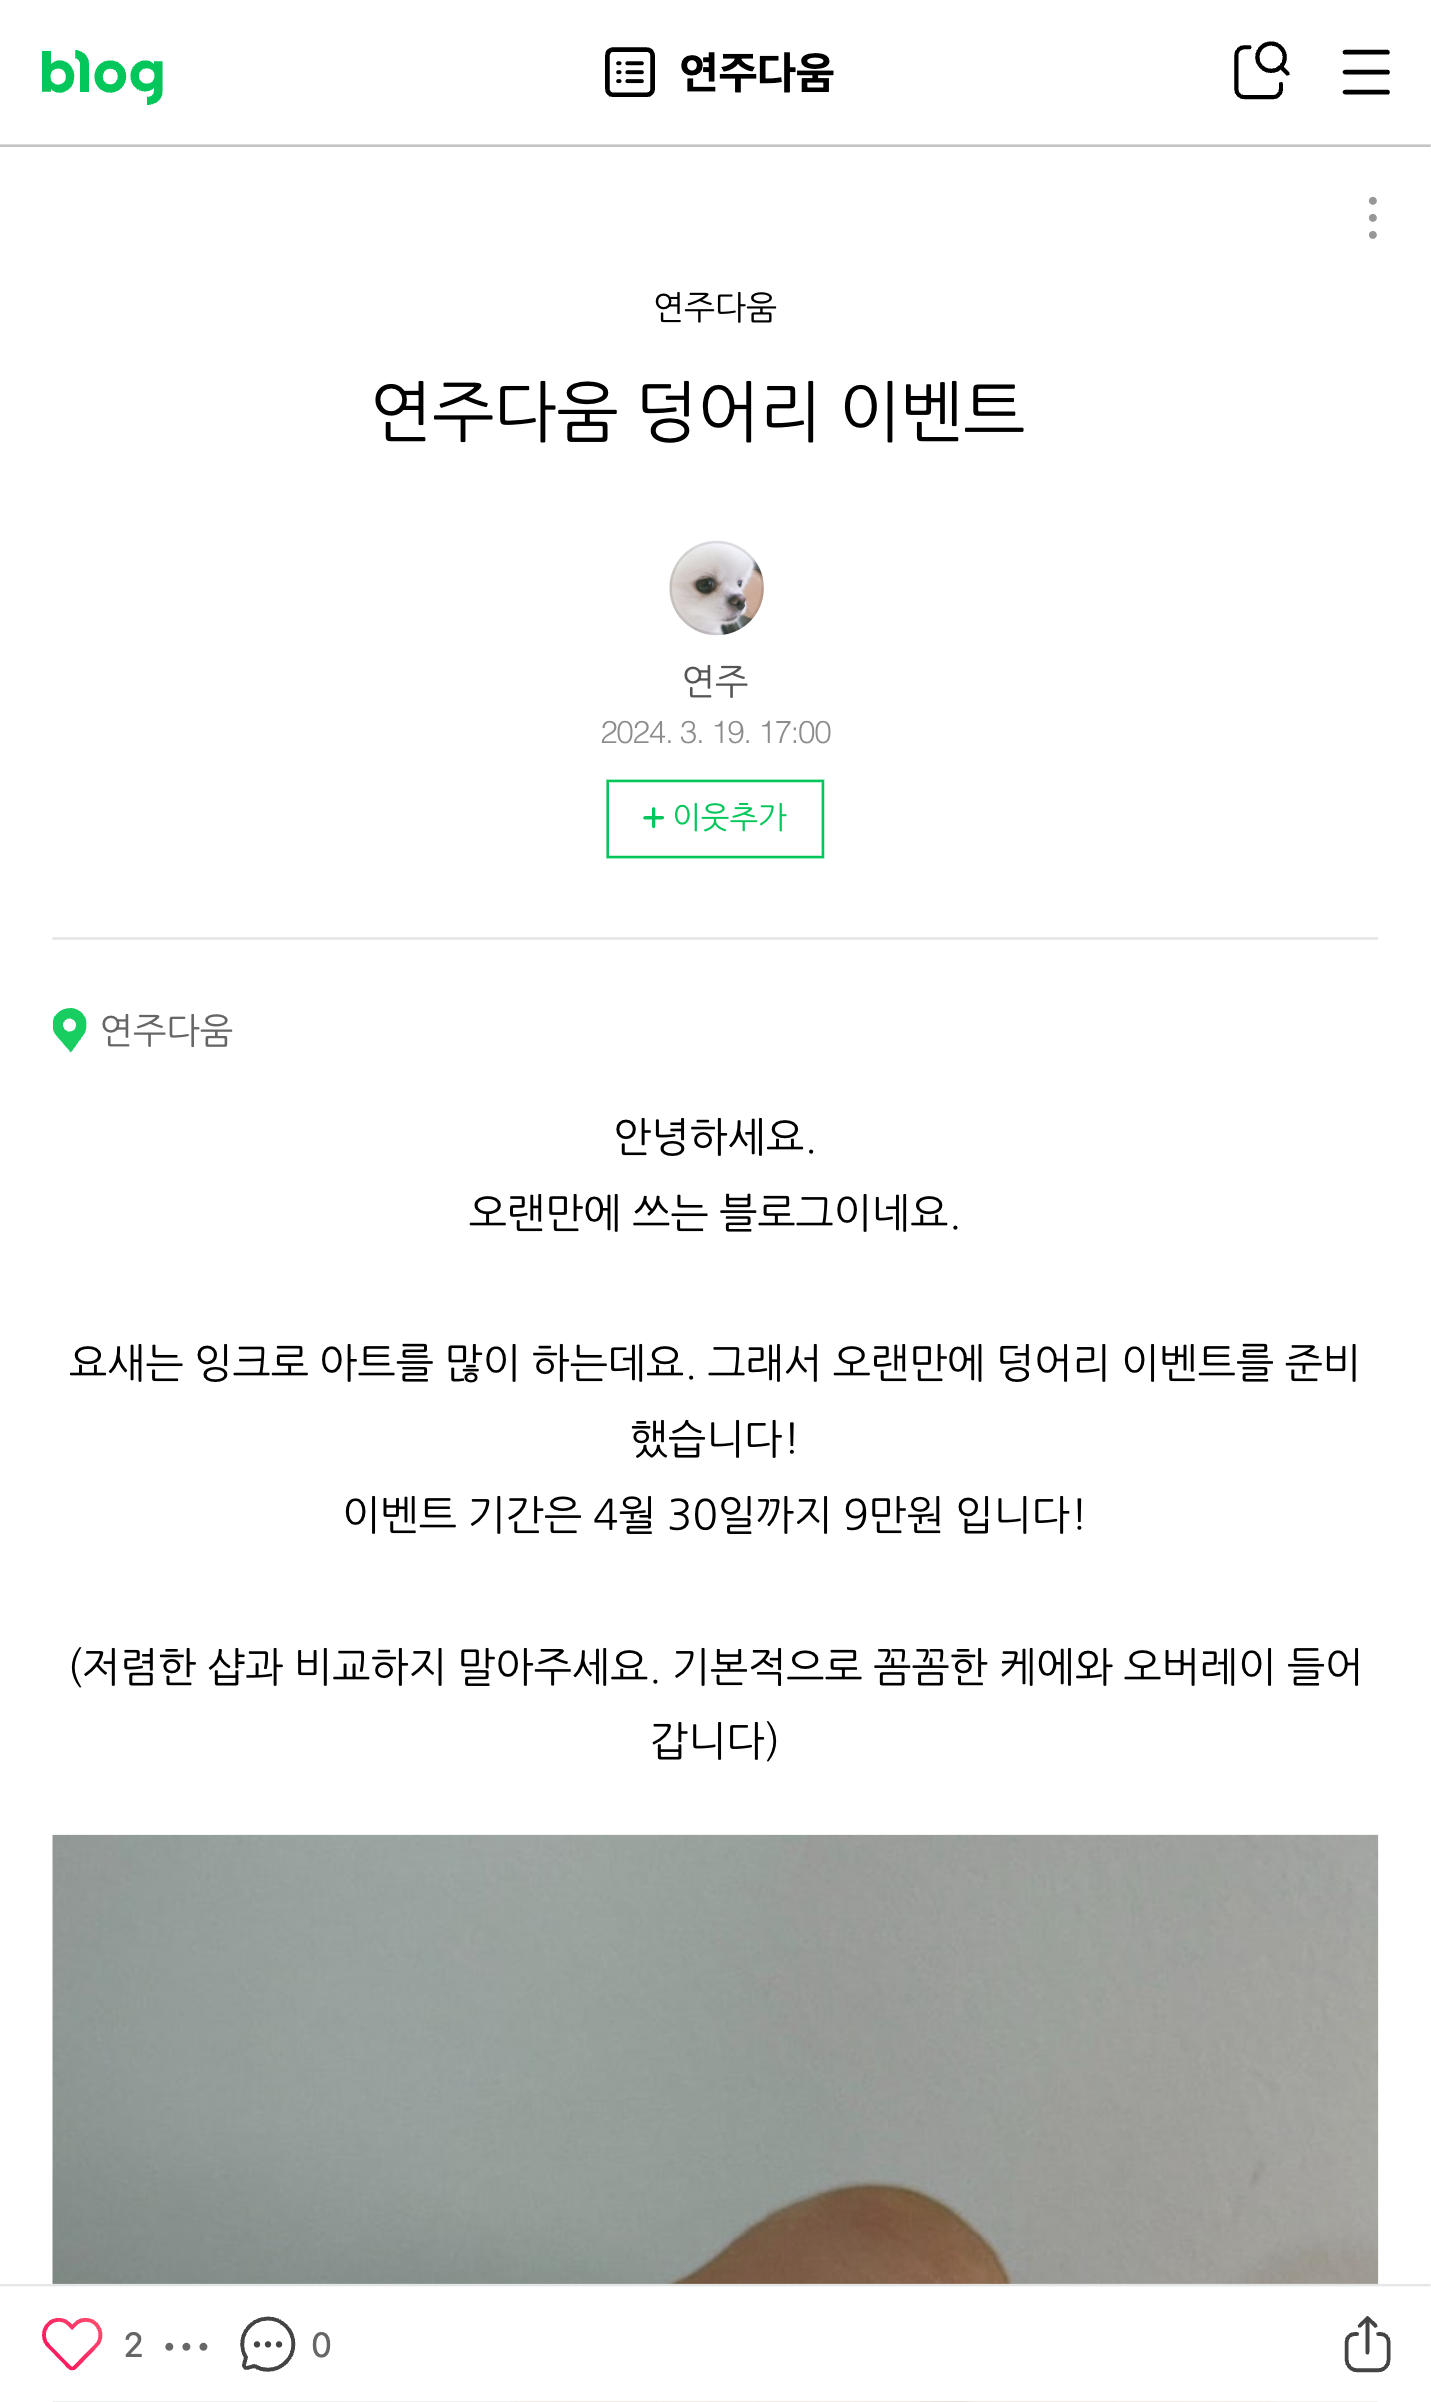 blog
연주다움
연주다움
연주다움 덩어리 이벤트
연주
2024. 3. 19. 17:00
+ 이웃추가
연주다움
안녕하세요.
오랜만에 쓰는 블로그이네요.
요새는 잉크로 아트를 많이 하는데요. 그래서 오랜만에 덩어리 이벤트를 준비
했습니다!
이벤트 기간은 4월 30일까지 9만원 입니다!
(저렴한 샵과 비교하지 말아주세요. 기본적으로 꼼꼼한 케에와 오버레이 들어
갑니다)
2 0